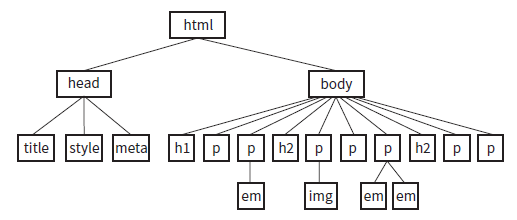 html
head body
title style meta h1 p p h2 p p p h2 p p
em img em em